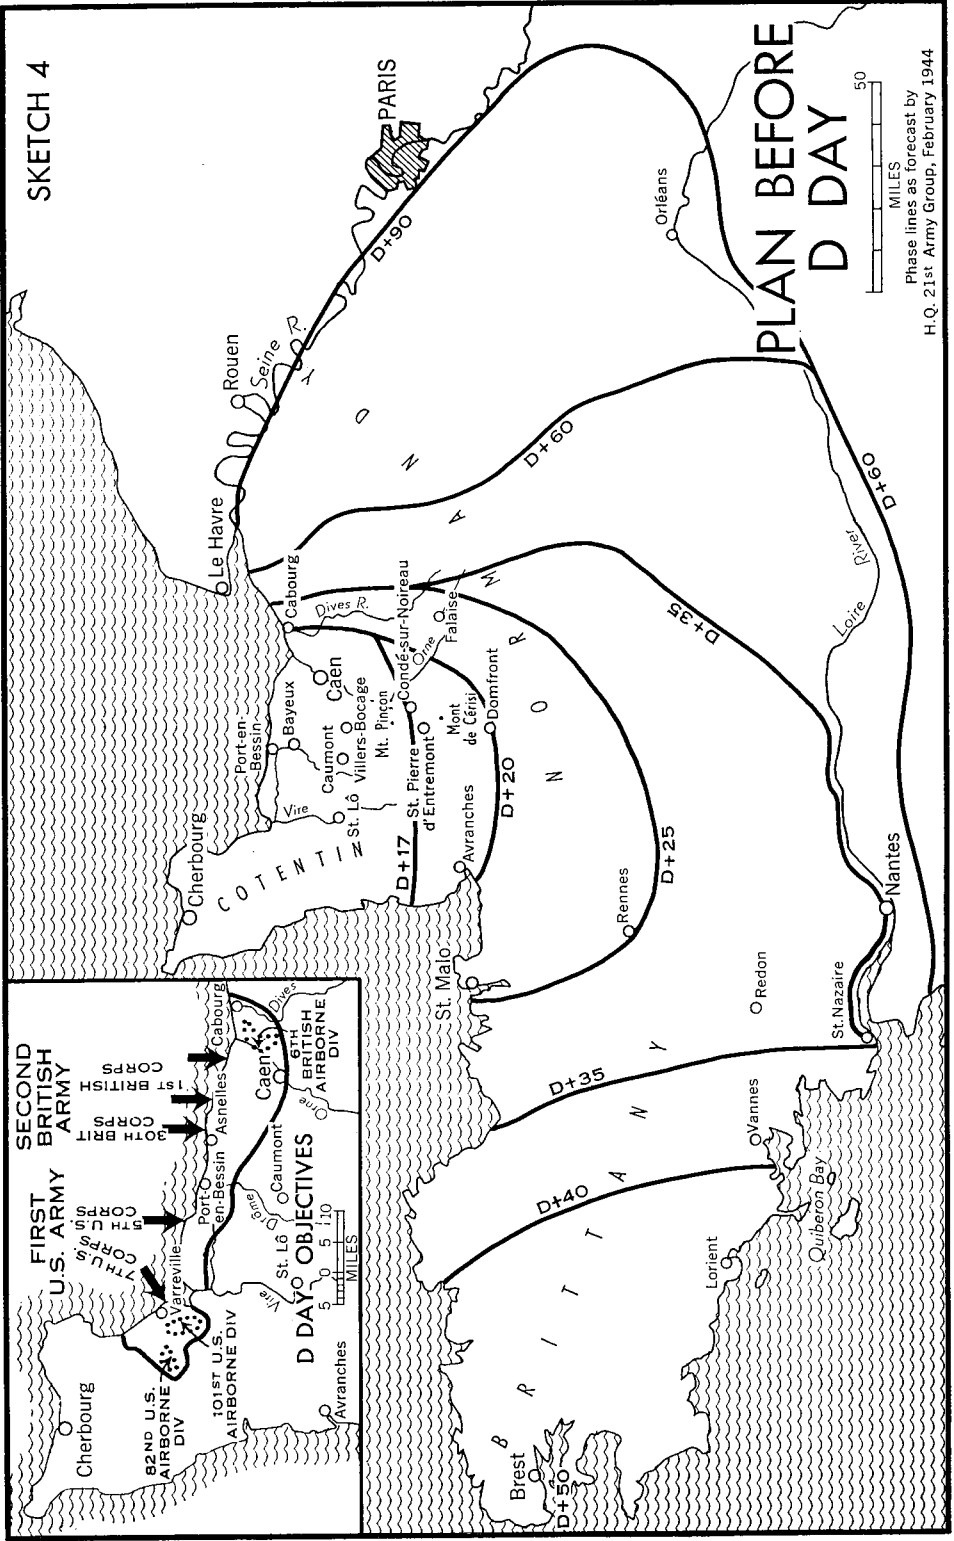 SKETCH 4
SECOND
BRITISH
ARMY
FIRST
U.S. ARMY
7TH U.S.
CORPS
5TH U.S.
CORPS
30TH BRIT
CORPS
1ST BRITISH
CORPS
Cherbourg
Varreville
Port-
en-Bessin
Asnelles
Cabourg
Caen
Dives
Orne
6TH
BRITISH
AIRBORNE
DIV
82ND U.S.
AIRBORNE
DIV
101ST U.S.
AIRBORNE DIV
St. Lô
Vire
Drôme
Caumont
Avranches
D DAY OBJECTIVES
5 0 5 10
MILES
Cherbourg
COTENTIN
Port-en-
Bessin
Bayeux
Vire
St. Lô
Caumont
Villers-Bocage
Mt. Pinçon
Caen
Cabourg
Dives R.
Le Havre
Rouen
Seine R.
PARIS
D+90
Condé-sur-Noireau
Orne
Falaise
St. Pierre
d'Entremont
Mont
de Cérisi
Domfront
Avranches
D+17
D+20
D+25
D+60
NORMANDY
St. Malo
Rennes
D+35
D+35
D+40
Orléans
Loire River
D+60
Nantes
St. Nazaire
Redon
Vannes
Quiberon Bay
Lorient
BRITTANY
Brest
D+50
PLAN BEFORE
D DAY
50
MILES
Phase lines as forecast by
H.Q. 21st Army Group, February 1944